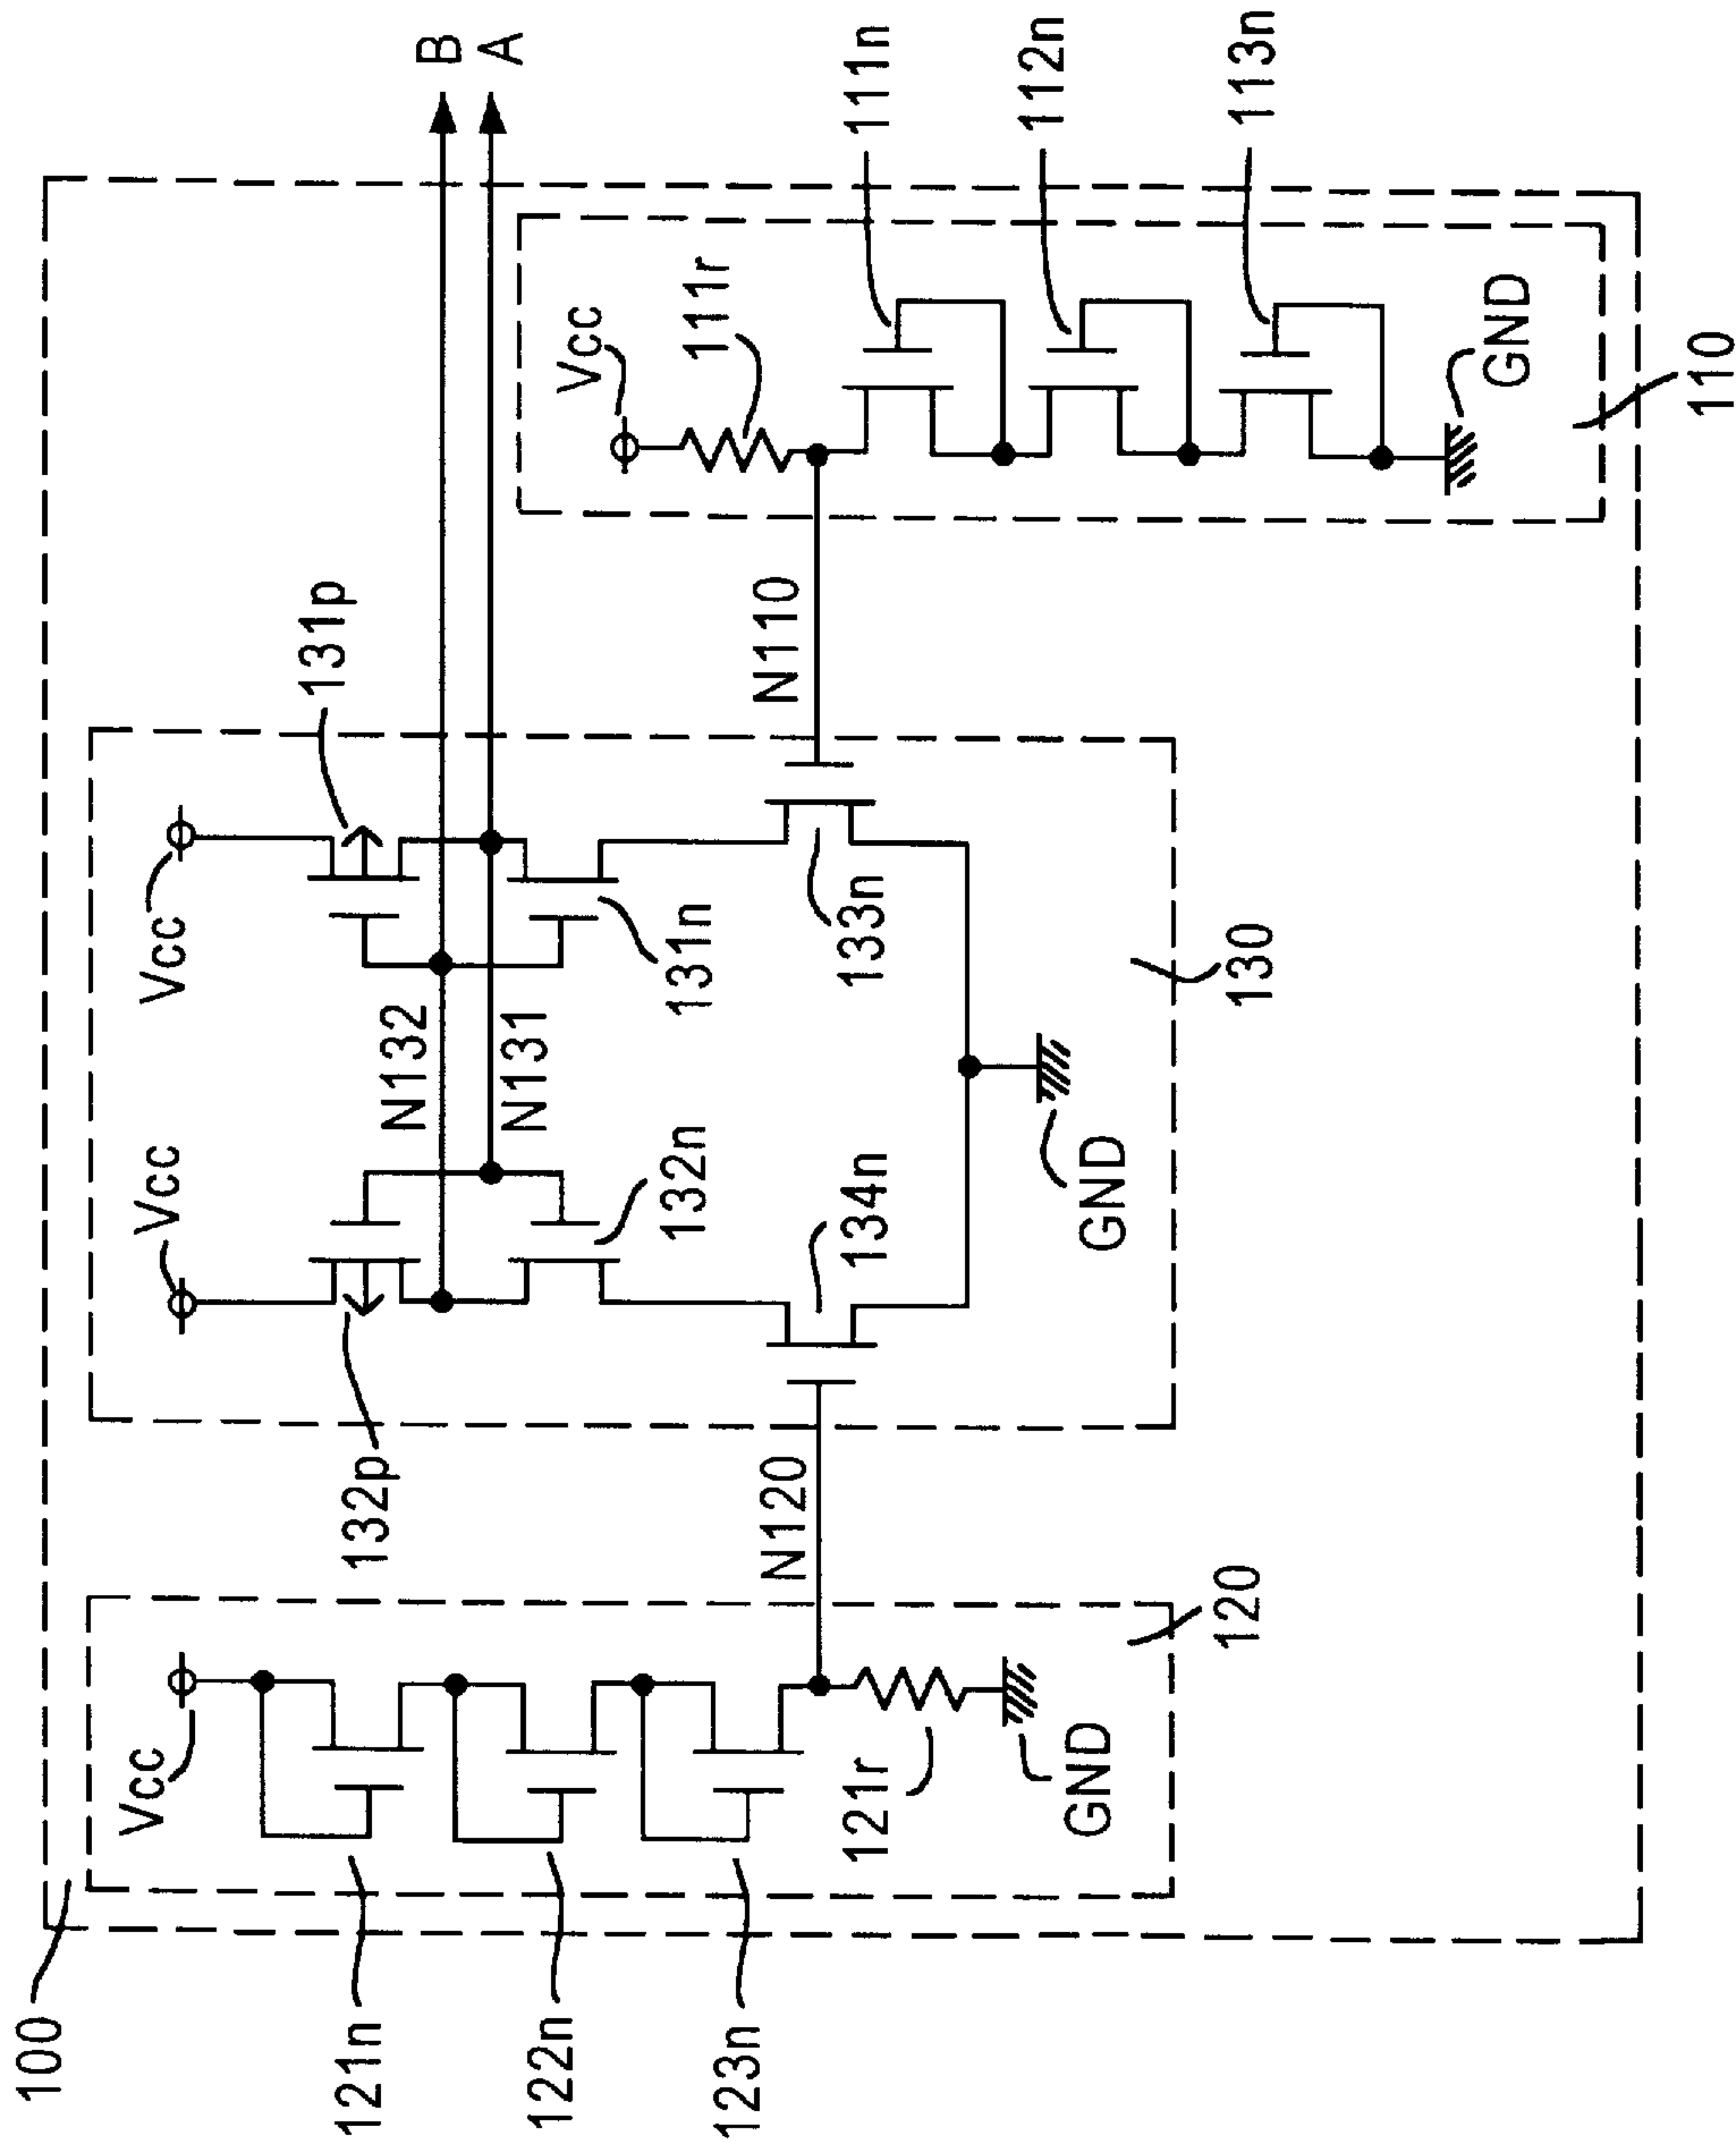 100
B
A
Vcc
121n
122n
123n
121r
GND
120
N120
Vcc
132p
132n
134n
N132
N131
GND
Vcc
131p
131n
133n
130
N110
Vcc
111r
111n
112n
113n
GND
110